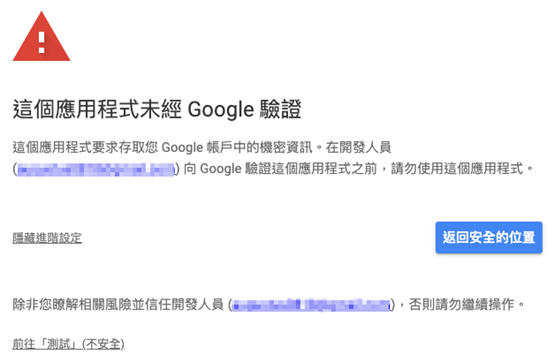 這個應用程式未經 Google 驗證
這個應用程式要求存取您 Google 帳戶中的機密資訊。在開發人員
() 向 Google 驗證這個應用程式之前，請勿使用這個應用程式。
隱藏進階設定
返回安全的位置
除非您瞭解相關風險並信任開發人員 ()，否則請勿繼續操作。
前往「測試」(不安全)